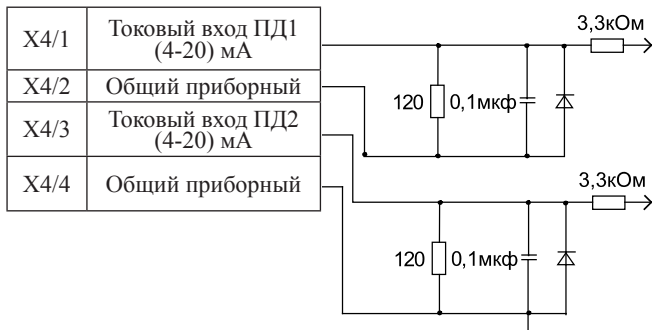 X4/1
Токовый вход ПД1
(4-20) мА
X4/2
Общий приборный
X4/3
Токовый вход ПД2
(4-20) мА
X4/4
Общий приборный
3,3кОм
120
0,1мкф
3,3кОм
120
0,1мкф